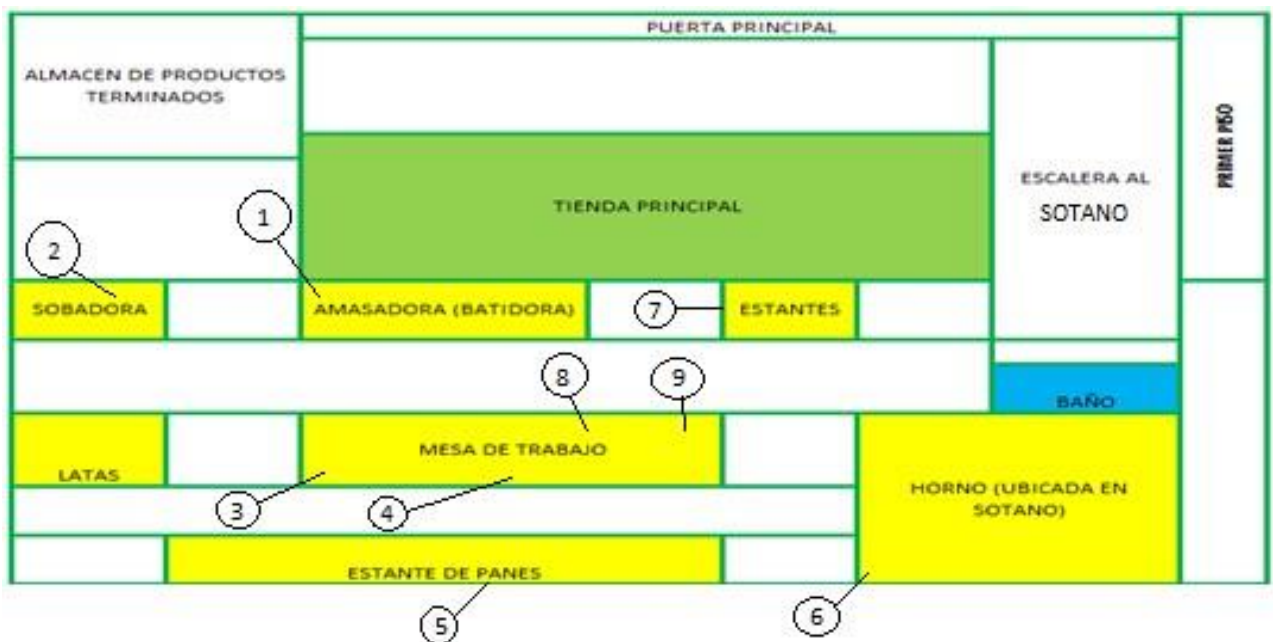 PUERTA PRINCIPAL
ALMACEN DE PRODUCTOS
TERMINADOS
PRIMER PISO
ESCALERA AL
SOTANO
TIENDA PRINCIPAL
1
2
SOBADORA
AMASADORA (BATIDORA)
7
ESTANTES
8
9
BAÑO
MESA DE TRABAJO
LATAS
HORNO (UBICADA EN
SOTANO)
3
4
ESTANTE DE PANES
5
6